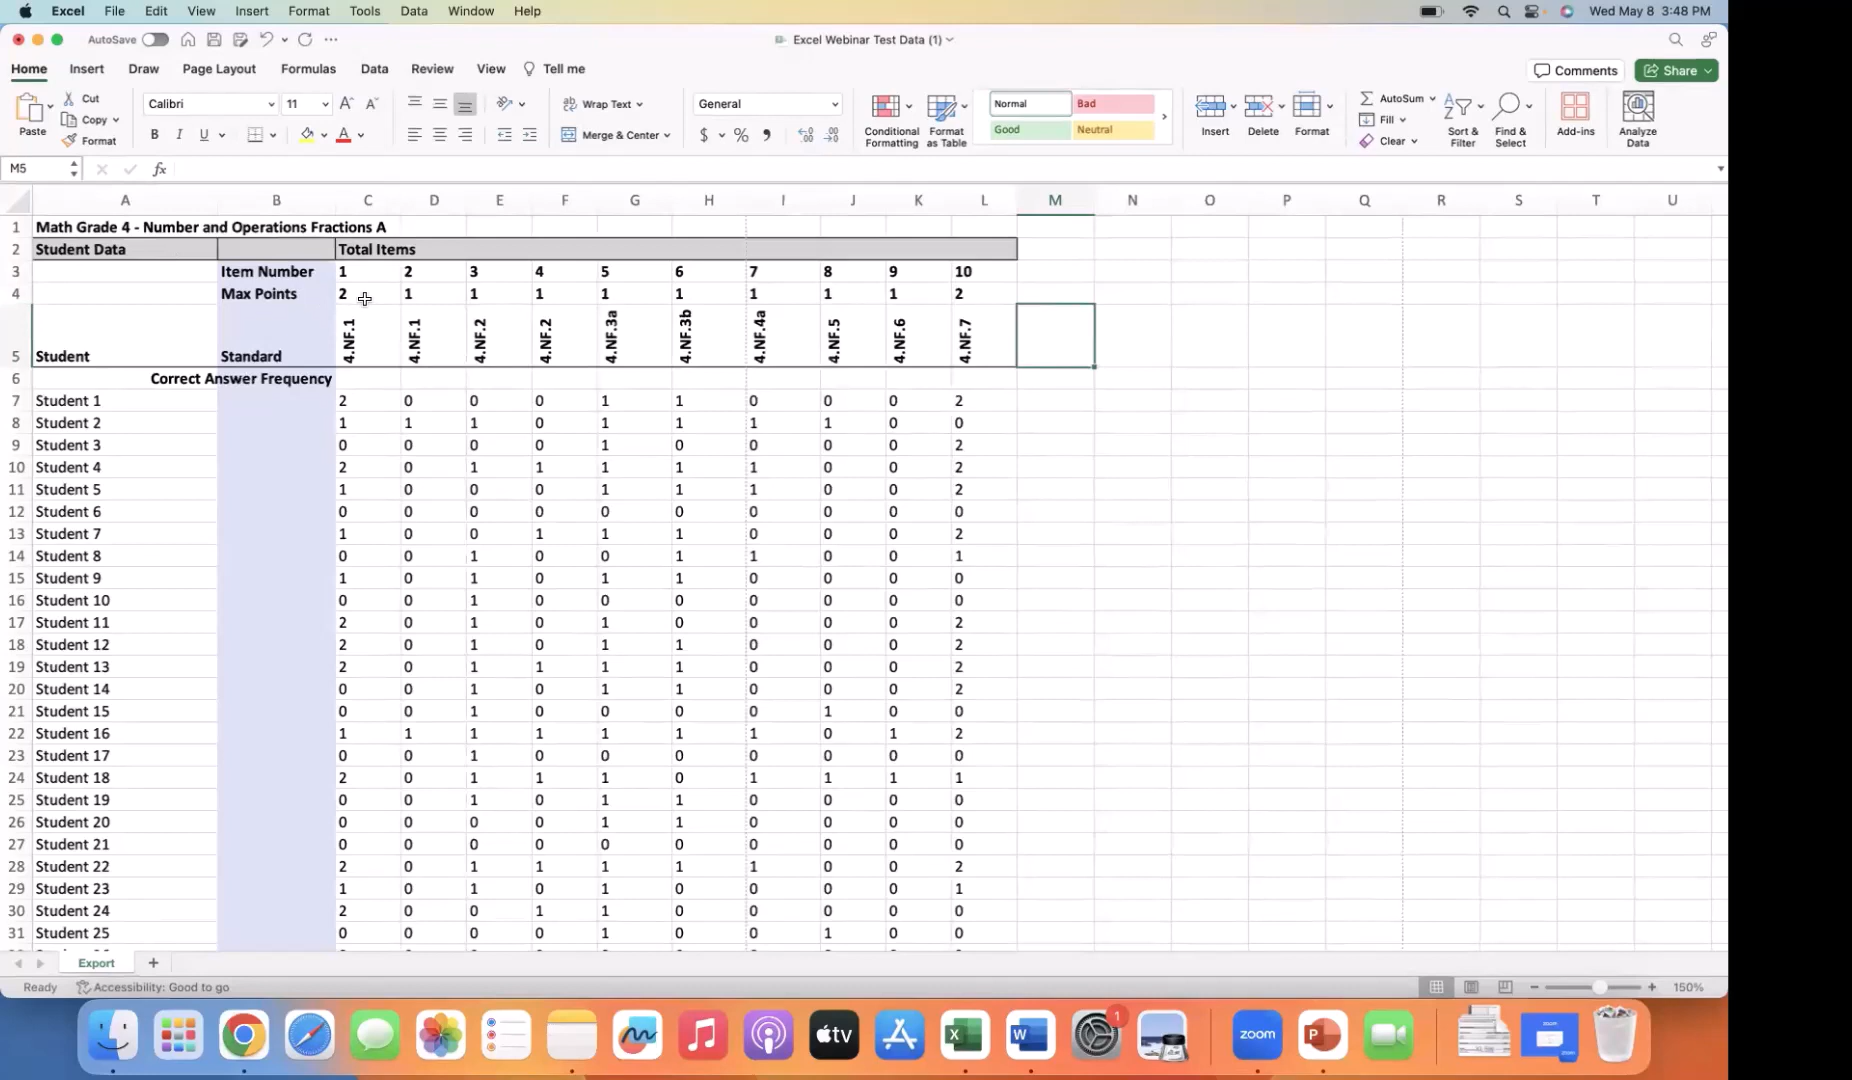 Excel File Edit View Insert Format Tools Data Window Help Wed May 8 3:48 PM
AutoSave Excel Webinar Test Data (1)
Home Insert Draw Page Layout Formulas Data Review View Tell me Comments Share
Paste Cut Copy Format Calibri 11 Wrap Text Merge & Center General Conditional Formatting Format as Table Normal Bad Good Neutral Insert Delete Format AutoSum Fill Clear Sort & Filter Find & Select Add-ins Analyze Data
M5 fx
A B C D E F G H I J K L M N O P Q R S T U
1 Math Grade 4 - Number and Operations Fractions A
2 Student Data Total Items
3 Item Number 1 2 3 4 5 6 7 8 9 10
4 Max Points 2 1 1 1 1 1 1 1 1 2
5 Student Standard 4.NF.1 4.NF.1 4.NF.2 4.NF.2 4.NF.3a 4.NF.3b 4.NF.4a 4.NF.5 4.NF.6 4.NF.7
6 Correct Answer Frequency
7 Student 1 2 0 0 0 1 1 0 0 0 2
8 Student 2 1 1 1 0 1 1 1 1 0 0
9 Student 3 0 0 0 0 1 0 0 0 0 2
10 Student 4 2 0 1 1 1 1 1 0 0 2
11 Student 5 1 0 0 0 1 1 1 0 0 2
12 Student 6 0 0 0 0 0 0 0 0 0 0
13 Student 7 1 0 0 1 1 1 0 0 0 2
14 Student 8 0 0 1 0 0 1 1 0 0 1
15 Student 9 1 0 1 0 1 1 0 0 0 0
16 Student 10 0 0 1 0 0 0 0 0 0 0
17 Student 11 2 0 1 0 1 0 0 0 0 2
18 Student 12 2 0 1 0 1 1 0 0 0 2
19 Student 13 2 0 1 1 1 1 0 0 0 2
20 Student 14 0 0 1 0 1 1 0 0 0 2
21 Student 15 0 0 1 0 0 0 0 1 0 0
22 Student 16 1 1 1 1 1 1 1 0 1 2
23 Student 17 0 0 1 0 0 0 0 0 0 0
24 Student 18 2 0 1 1 1 0 1 1 1 1
25 Student 19 0 0 1 0 1 1 0 0 0 0
26 Student 20 0 0 0 0 1 1 0 0 0 0
27 Student 21 0 0 0 0 0 0 0 0 0 0
28 Student 22 2 0 1 1 1 1 1 0 0 2
29 Student 23 1 0 1 0 1 0 0 0 0 1
30 Student 24 2 0 0 1 1 0 0 0 0 0
31 Student 25 0 0 0 0 1 0 0 1 0 0
Export
Ready Accessibility: Good to go 150%
tv X W 1 zoom P